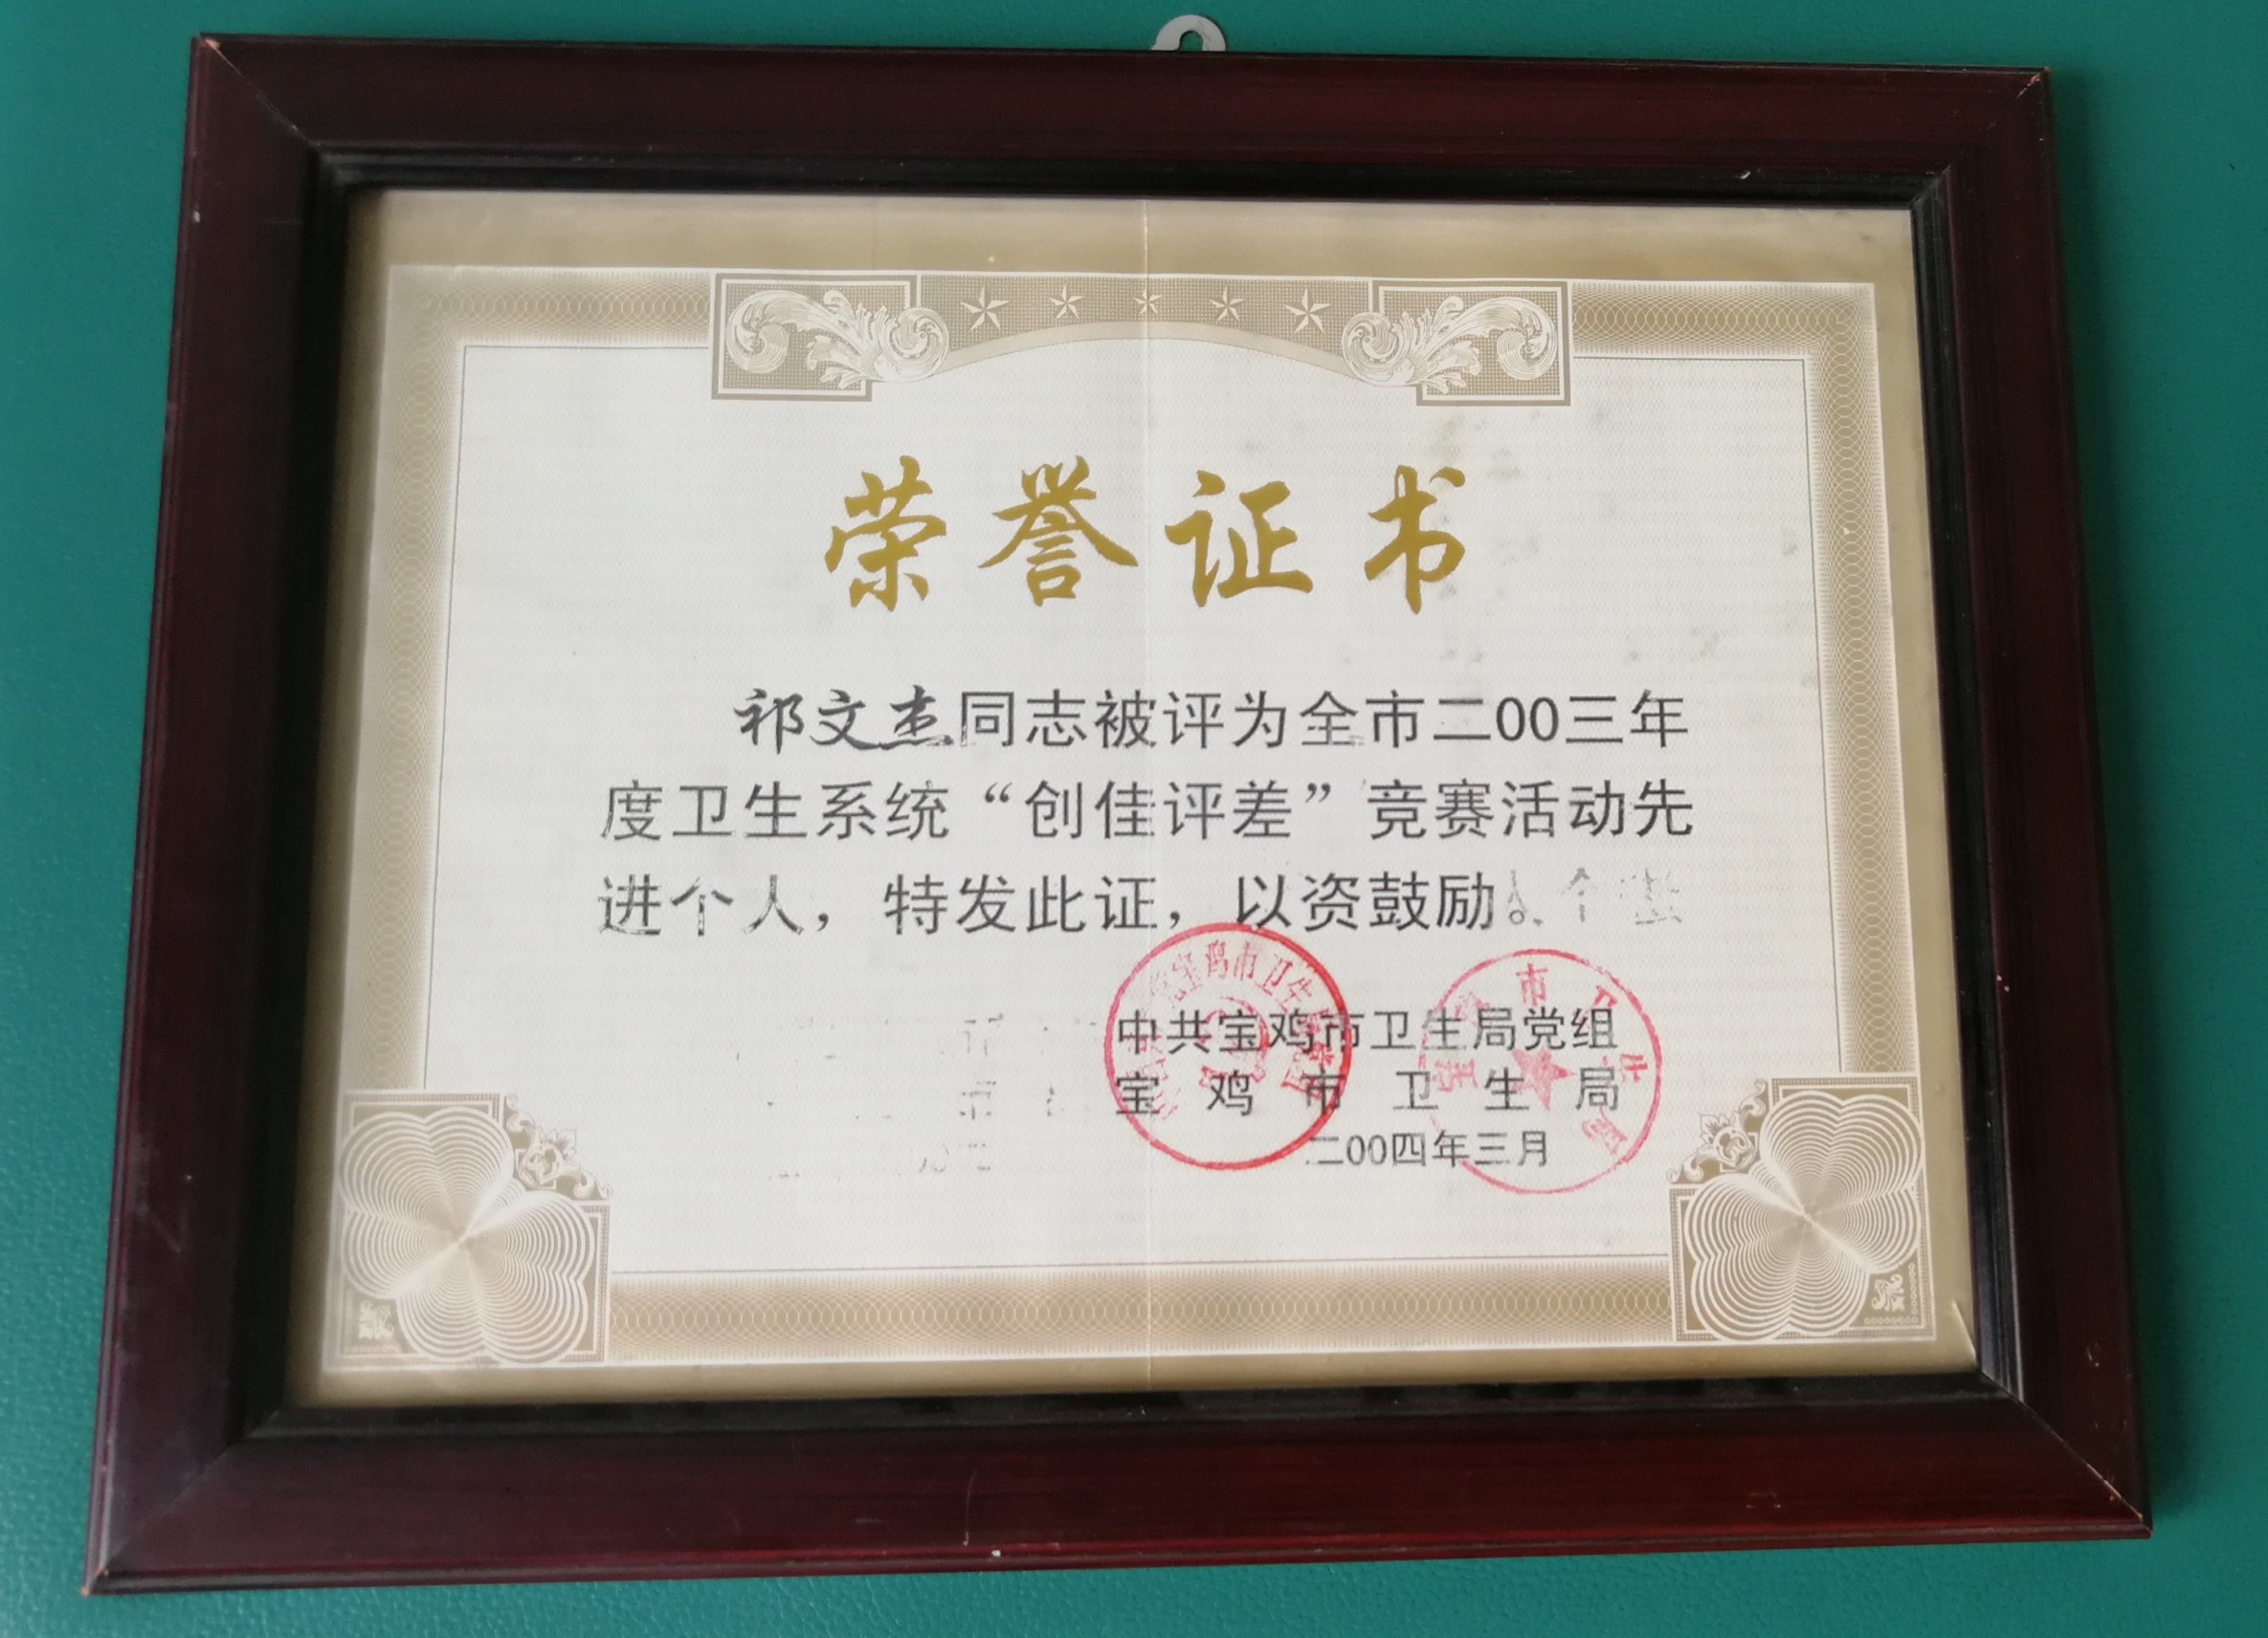 荣誉证书
祁文杰同志被评为全市二00三年
度卫生系统“创佳评差”竞赛活动先
进个人，特发此证，以资鼓励。
中共宝鸡市卫生局党组
宝鸡市卫生局
二00四年三月